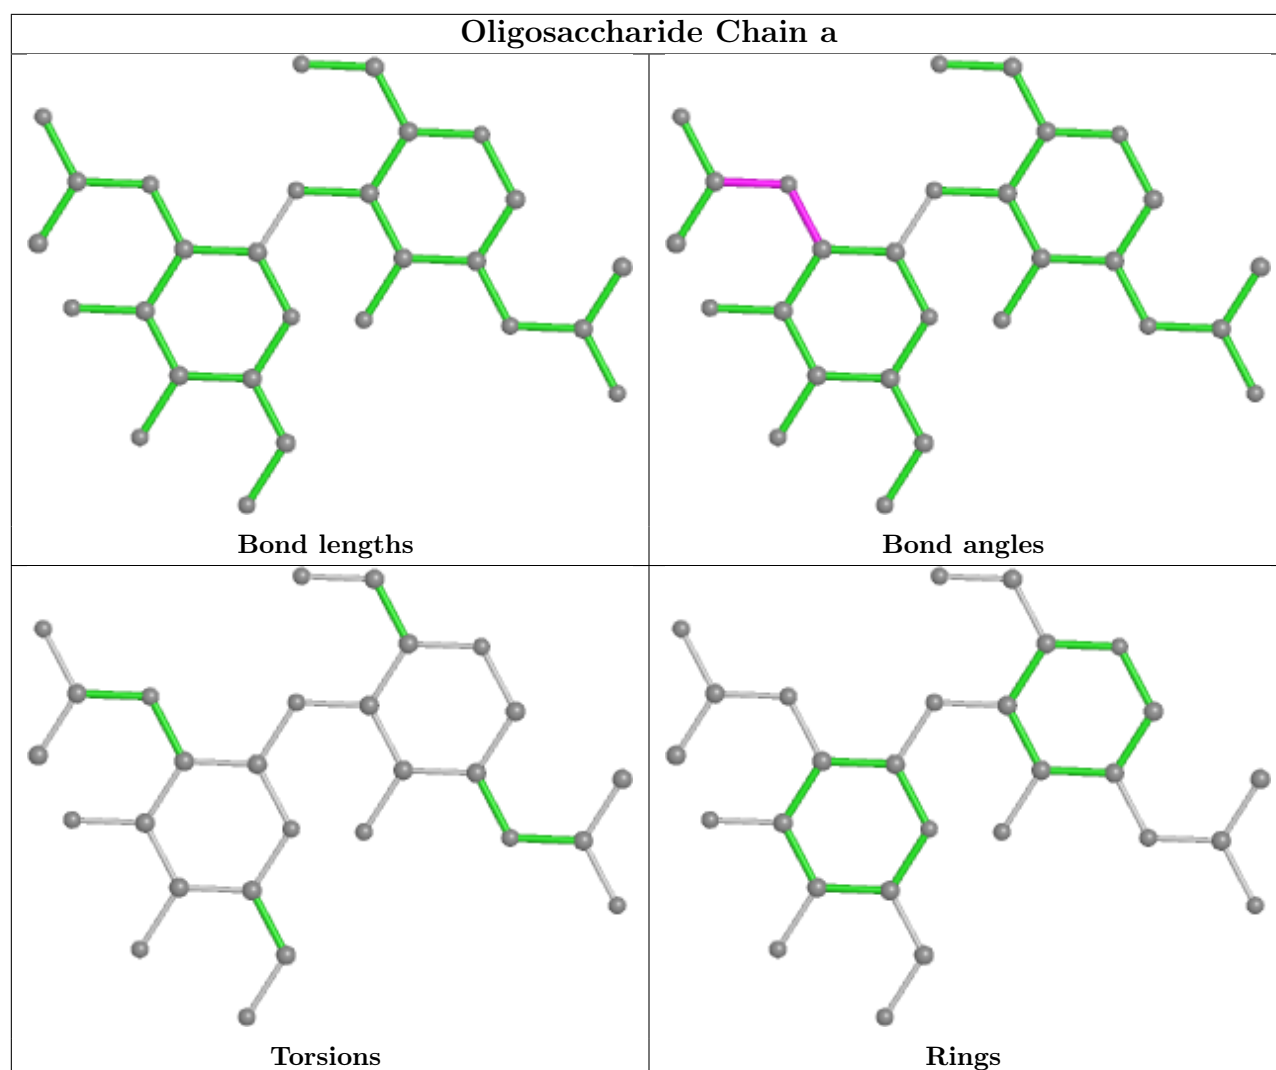 Oligosaccharide Chain a
Bond lengths
Bond angles
Torsions
Rings